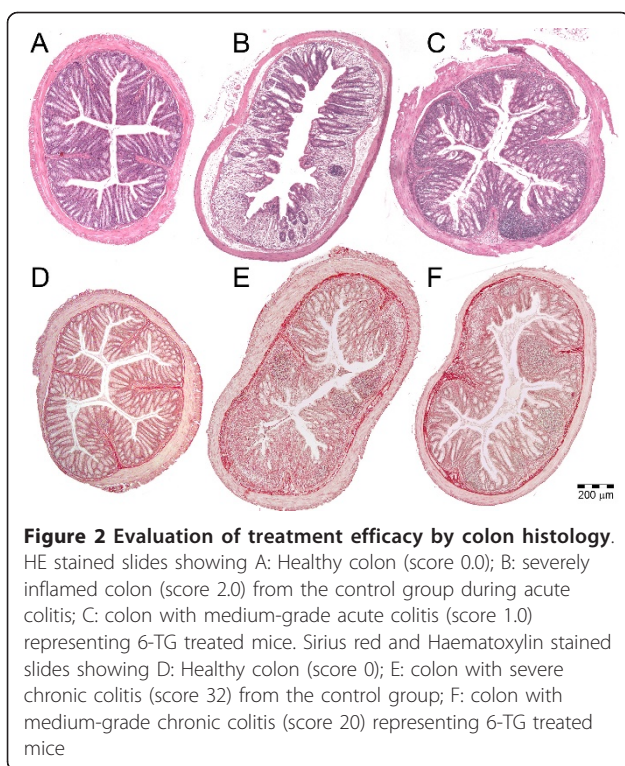 A
B
C
D
E
F
200 µm
Figure 2 Evaluation of treatment efficacy by colon histology.
HE stained slides showing A: Healthy colon (score 0.0); B: severely
inflamed colon (score 2.0) from the control group during acute
colitis; C: colon with medium-grade acute colitis (score 1.0)
representing 6-TG treated mice. Sirius red and Haematoxylin stained
slides showing D: Healthy colon (score 0); E: colon with severe
chronic colitis (score 32) from the control group; F: colon with
medium-grade chronic colitis (score 20) representing 6-TG treated
mice